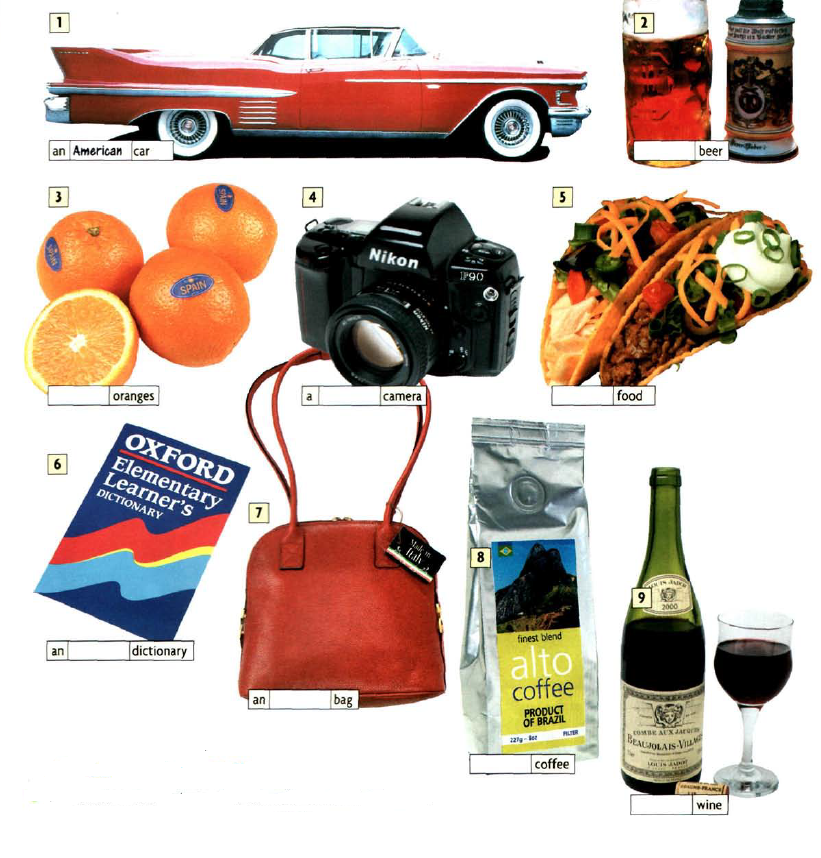 1
an American car
2
beer
3
SPAIN
SPAIN
oranges
4
Nikon
F90
a camera
5
food
6
OXFORD
Elementary
Learner's
DICTIONARY
an dictionary
7
Made in
Italy
an bag
8
finest blend
alto
coffee
PRODUCT
OF BRAZIL
227g - 8oz FILTER
coffee
9
LOUIS JADOT
2000
COMBE AUX JACQUES
BEAUJOLAIS-VILLAGES
LOUIS JADOT
wine